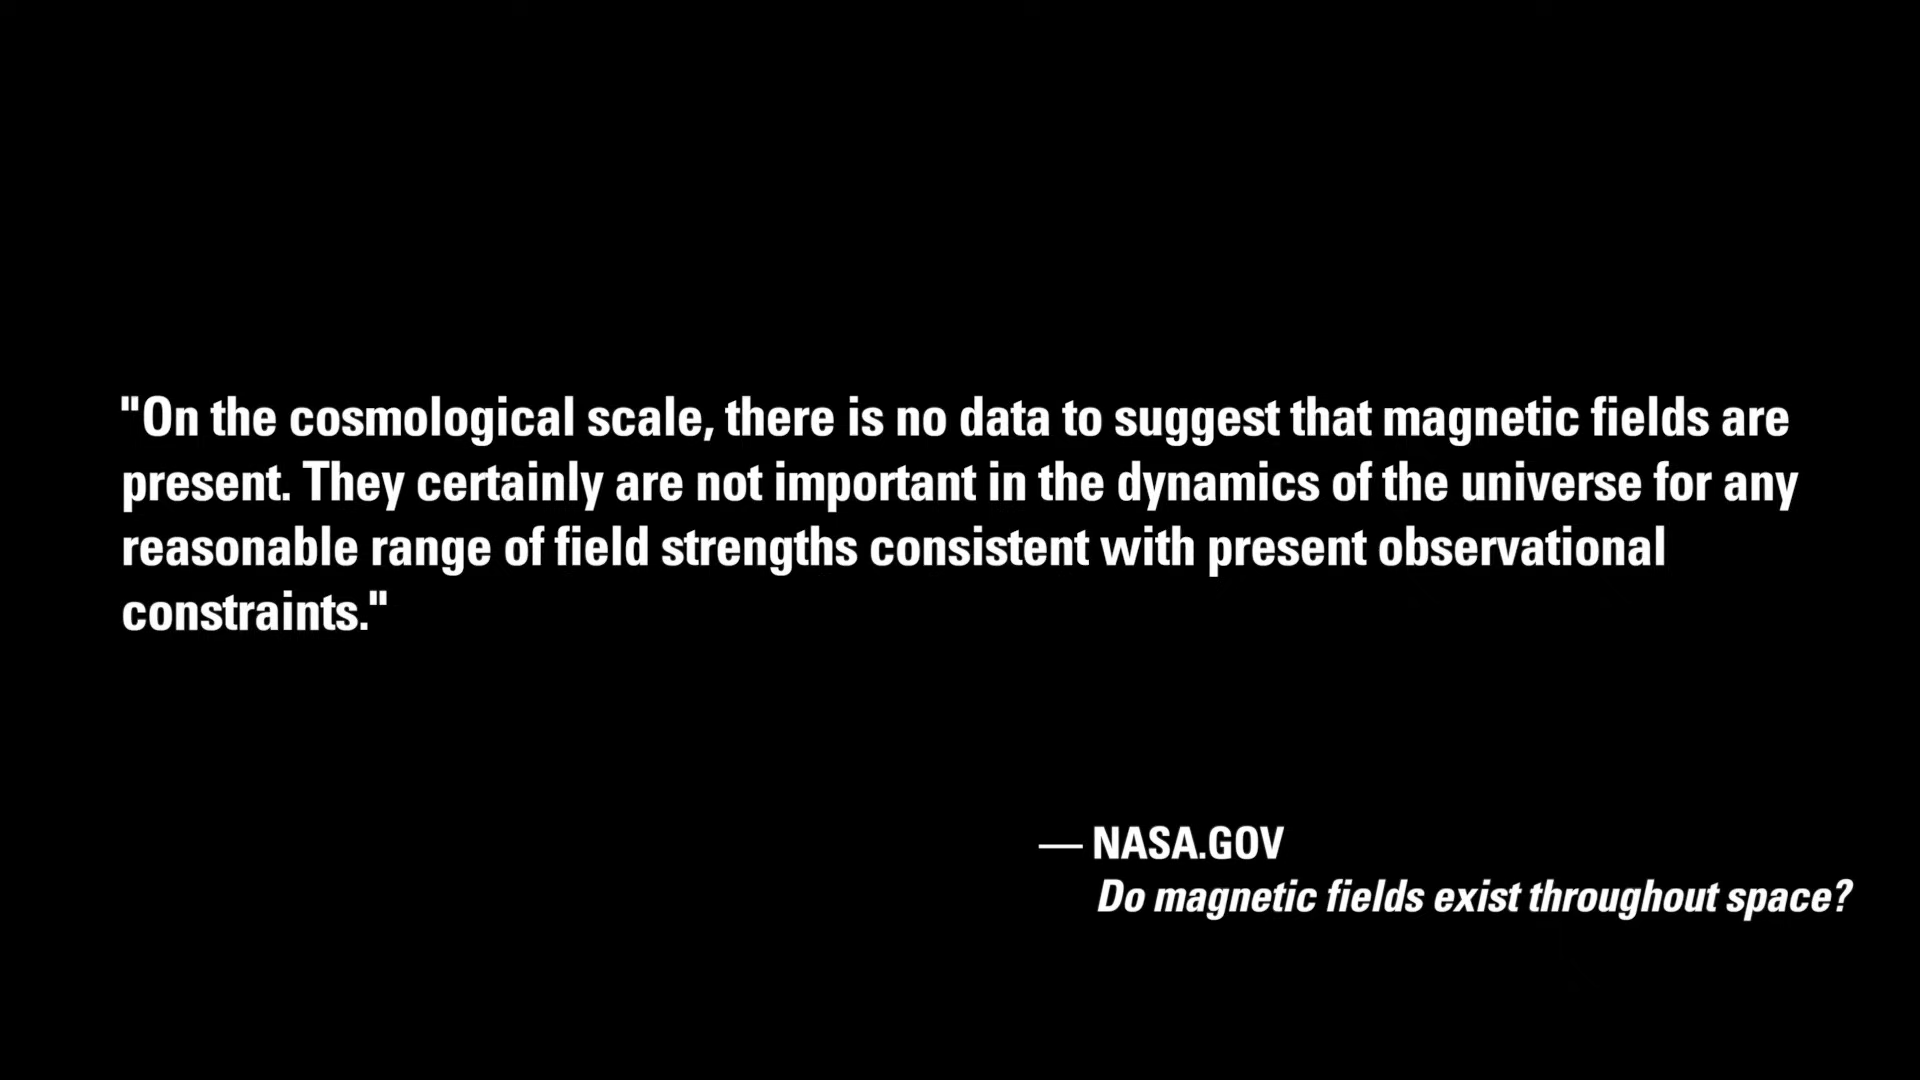 "On the cosmological scale, there is no data to suggest that magnetic fields are
present. They certainly are not important in the dynamics of the universe for any
reasonable range of field strengths consistent with present observational
constraints."
— NASA.GOV
Do magnetic fields exist throughout space?